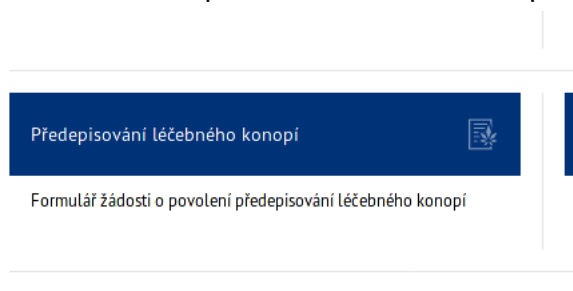 Předepisování léčebného konopí
Formulář žádosti o povolení předepisování léčebného konopí